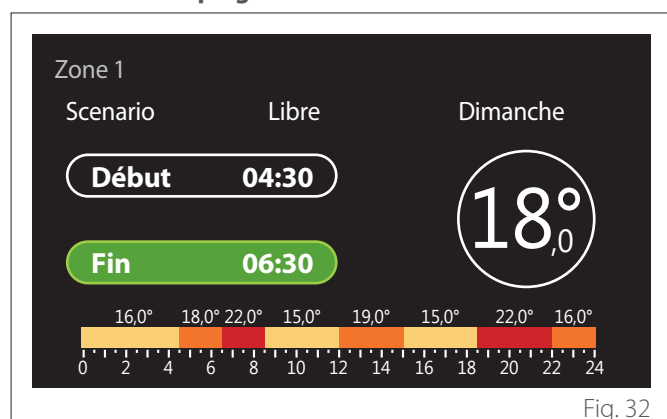 Zone 1
Scenario Libre Dimanche
Début 04:30
18°,0
Fin 06:30
16,0° 18,0° 22,0° 15,0° 19,0° 15,0° 22,0° 16,0°
0 2 4 6 8 10 12 14 16 18 20 22 24
Fig. 32